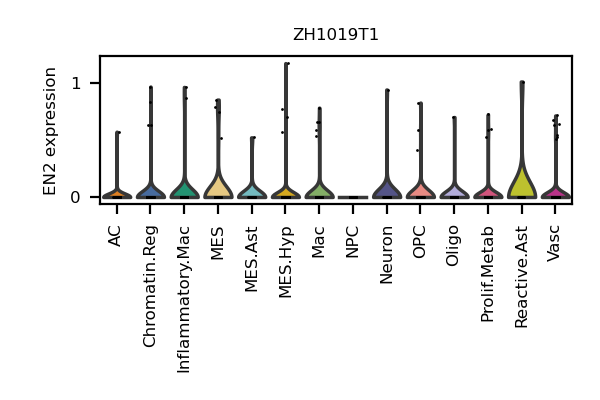 ZH1019T1
EN2 expression
1
0
AC
Chromatin.Reg
Inflammatory.Mac
MES
MES.Ast
MES.Hyp
Mac
NPC
Neuron
OPC
Oligo
Prolif.Metab
Reactive.Ast
Vasc